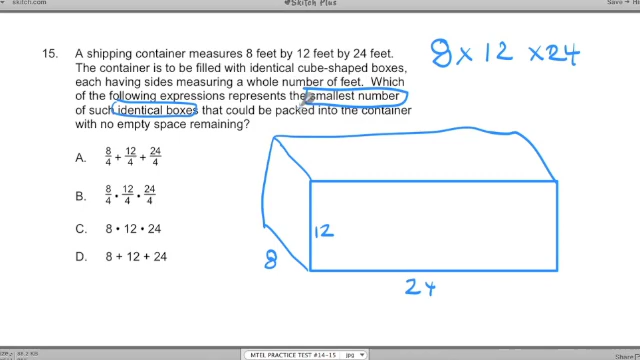 skitch.com
Skitch Plus
15. A shipping container measures 8 feet by 12 feet by 24 feet.
The container is to be filled with identical cube-shaped boxes,
each having sides measuring a whole number of feet. Which
of the following expressions represents the smallest number
of such identical boxes that could be packed into the container
with no empty space remaining?
8 x 12 x 24
A. 8/4 + 12/4 + 24/4
B. 8/4 • 12/4 • 24/4
C. 8 • 12 • 24
D. 8 + 12 + 24
12
8
24
MTEL PRACTICE TEST #14-15
jpg